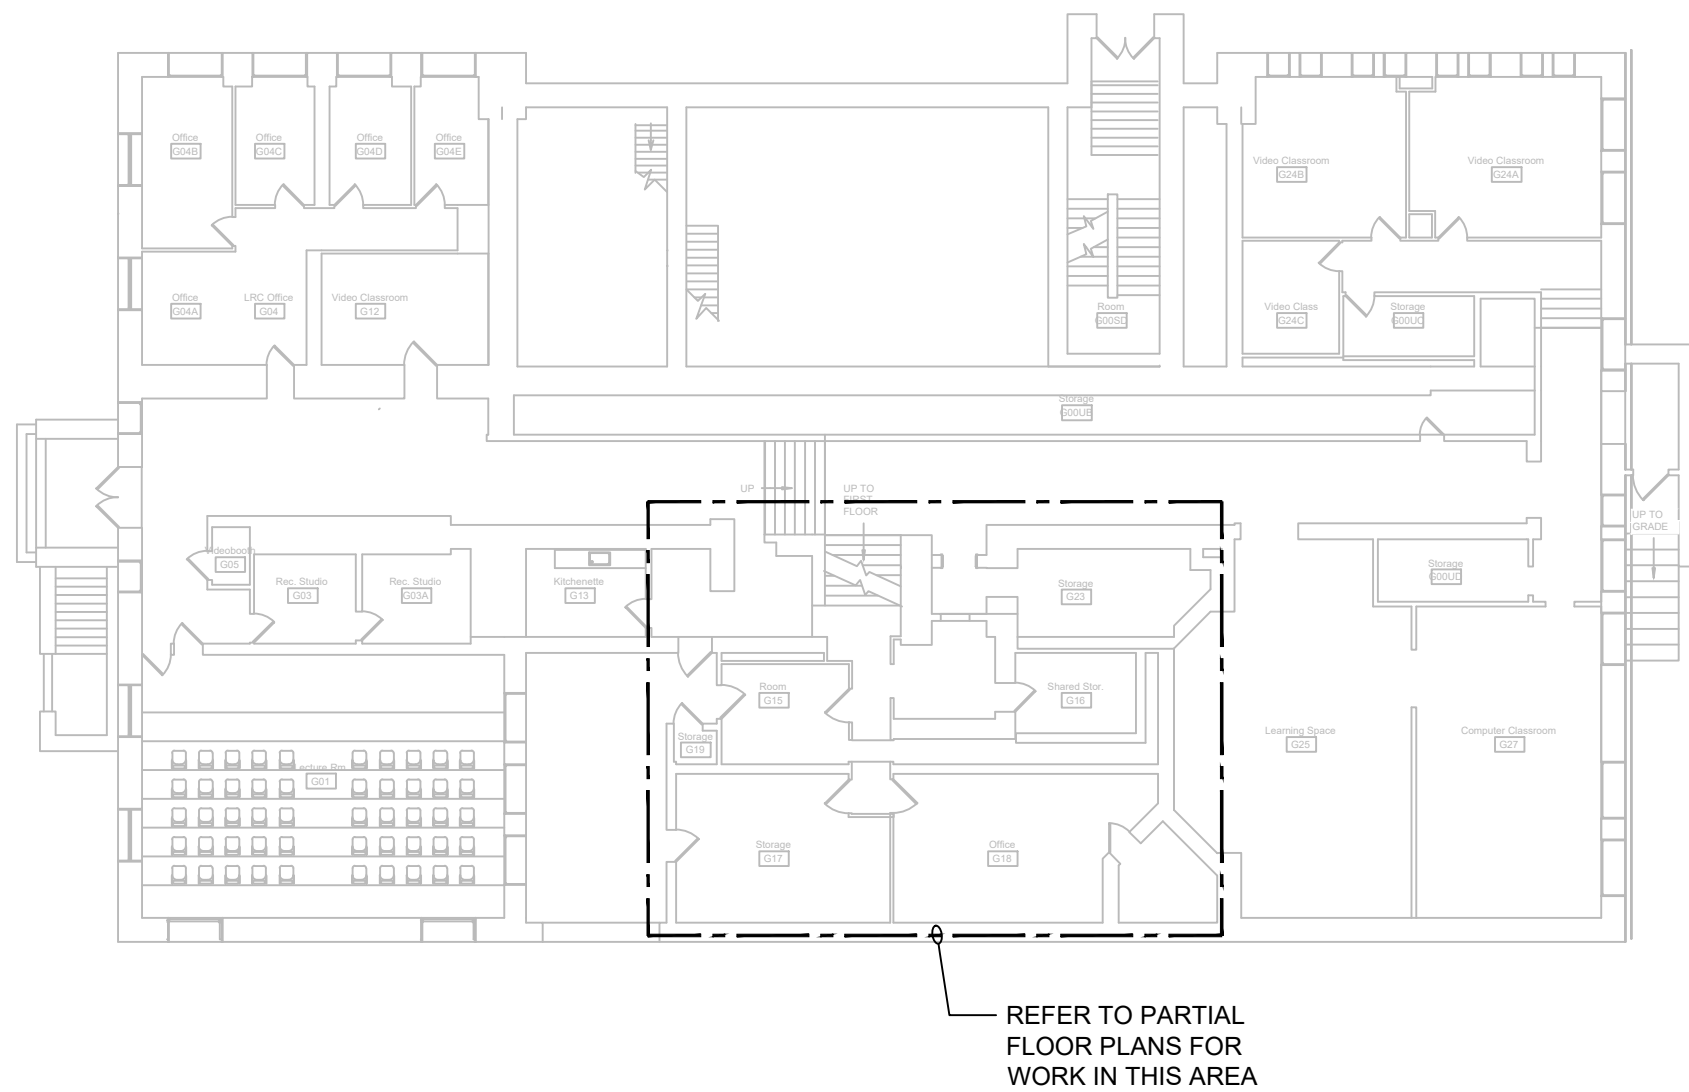 Office
G04B
Office
G04C
Office
G04D
Office
G04E
Video Classroom
G24B
Video Classroom
G24A
Office
G04A
LRC Office
G04
Video Classroom
G12
Room
G00SD
Video Class
G24C
Storage
G00UC
Storage
G00UB
UP
UP TO
FIRST
FLOOR
UP TO
GRADE
Videobooth
G05
Rec. Studio
G03
Rec. Studio
G03A
Kitchenette
G13
Storage
G23
Storage
G00UD
Room
G15
Shared Stor.
G16
Storage
G19
Learning Space
G25
Computer Classroom
G27
Lecture Rm
G01
Storage
G17
Office
G18
REFER TO PARTIAL
FLOOR PLANS FOR
WORK IN THIS AREA